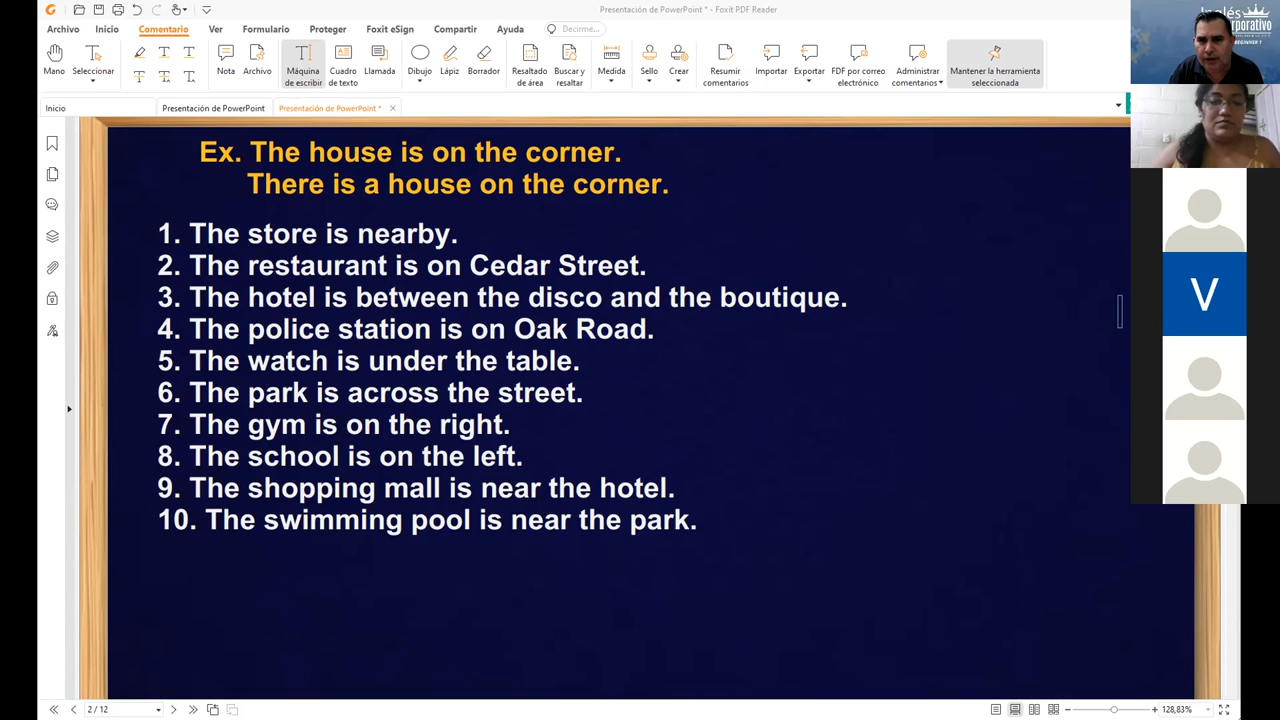 Presentación de PowerPoint * - Foxit PDF Reader
Archivo Inicio Comentario Ver Formulario Proteger Foxit eSign Compartir Ayuda Decirme...
Mano Seleccionar Nota Archivo Máquina de escribir Cuadro de texto Llamada Dibujo Lápiz Borrador Resaltado de área Buscar y resaltar Medida Sello Crear Resumir comentarios Importar Exportar FDP por correo electrónico Administrar comentarios Mantener la herramienta seleccionada
Inicio Presentación de PowerPoint Presentación de PowerPoint *
Inglés
BEGINNER 1
Ex. The house is on the corner.
There is a house on the corner.
1. The store is nearby.
2. The restaurant is on Cedar Street.
3. The hotel is between the disco and the boutique.
4. The police station is on Oak Road.
5. The watch is under the table.
6. The park is across the street.
7. The gym is on the right.
8. The school is on the left.
9. The shopping mall is near the hotel.
10. The swimming pool is near the park.
V
2 / 12
128,83%